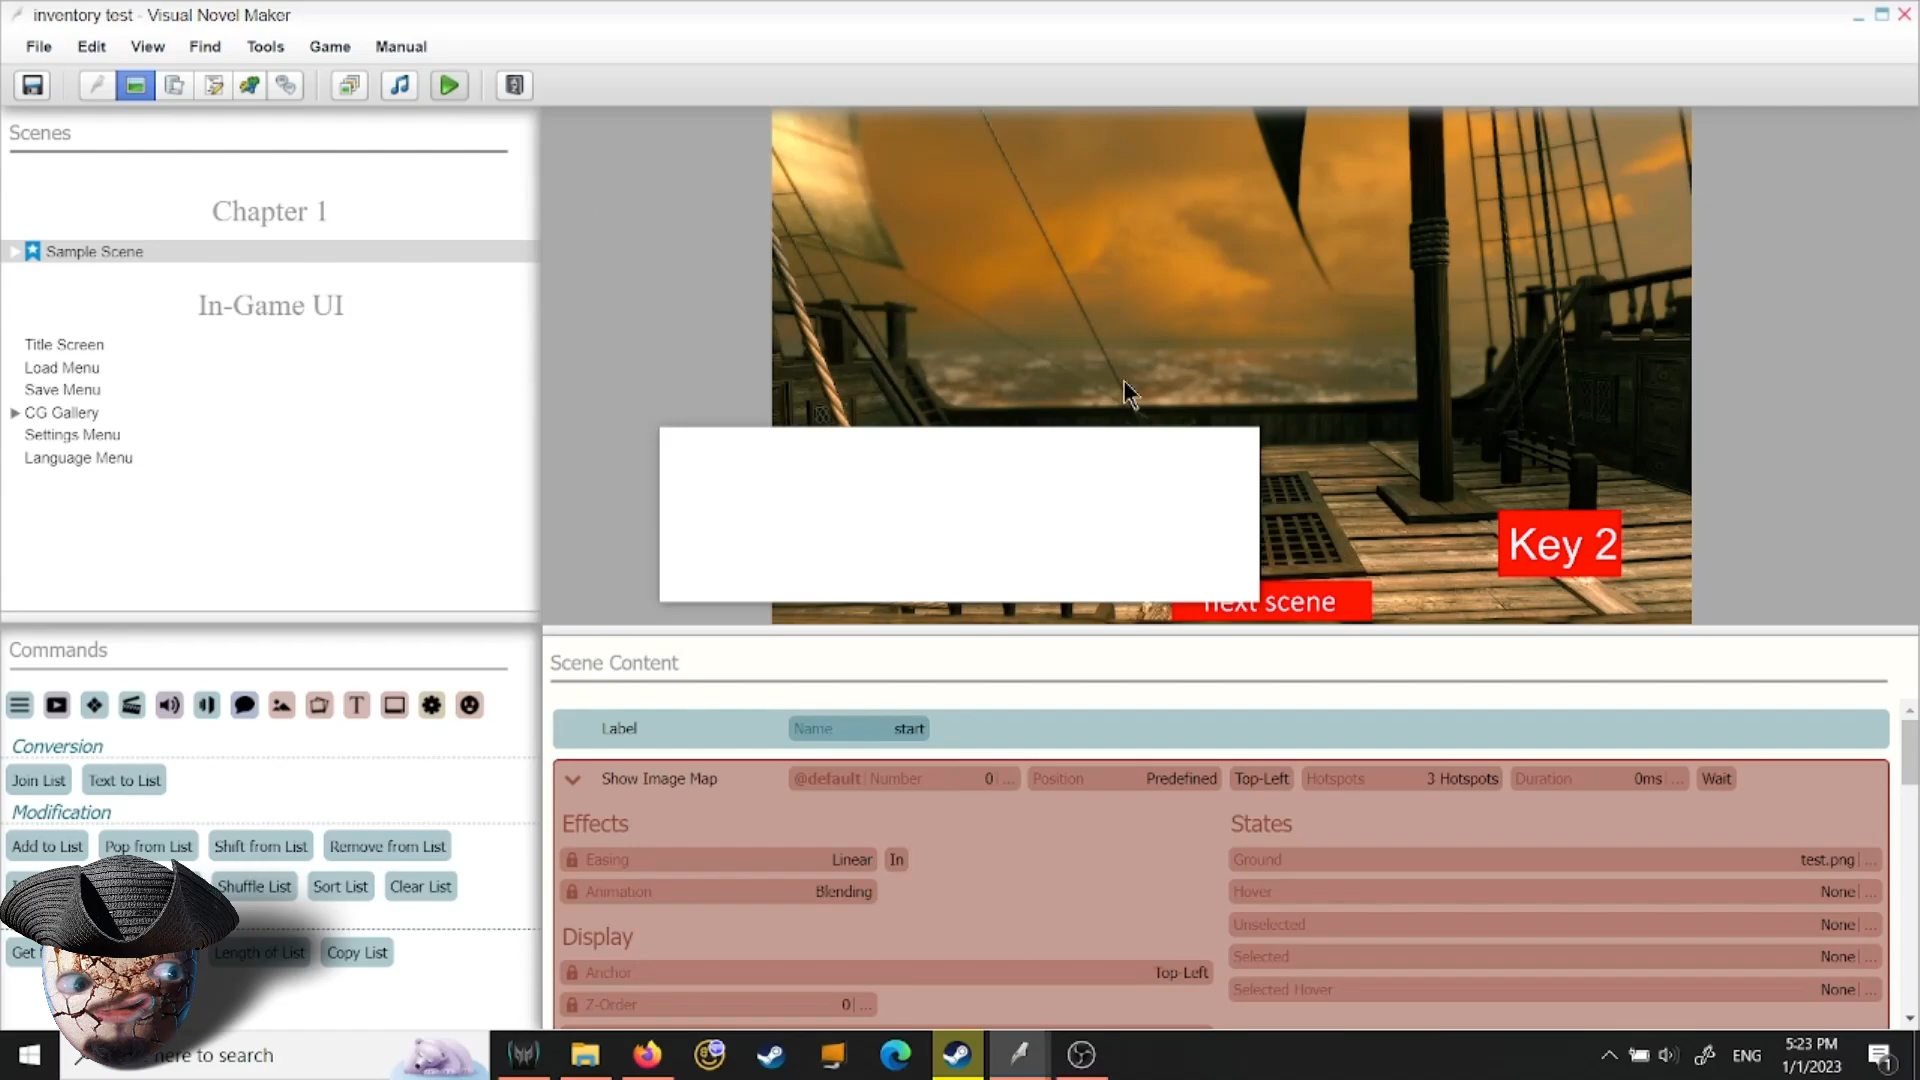 inventory test - Visual Novel Maker
File Edit View Find Tools Game Manual
Scenes
Chapter 1
Sample Scene
In-Game UI
Title Screen
Load Menu
Save Menu
CG Gallery
Settings Menu
Language Menu
Key 2
next scene
Commands
Conversion
Join List Text to List
Modification
Add to List Pop from List Shift from List Remove from List
Shuffle List Sort List Clear List
Get Length of List Copy List
Scene Content
Label Name start
Show Image Map @default Number 0 ... Position Predefined Top-Left Hotspots 3 Hotspots Duration 0ms ... Wait
Effects
Easing Linear In
Animation Blending
Display
Anchor Top-Left
Z-Order 0 ...
States
Ground test.png ...
Hover None ...
Unselected None ...
Selected None ...
Selected Hover None ...
here to search
ENG
5:23 PM
1/1/2023
1